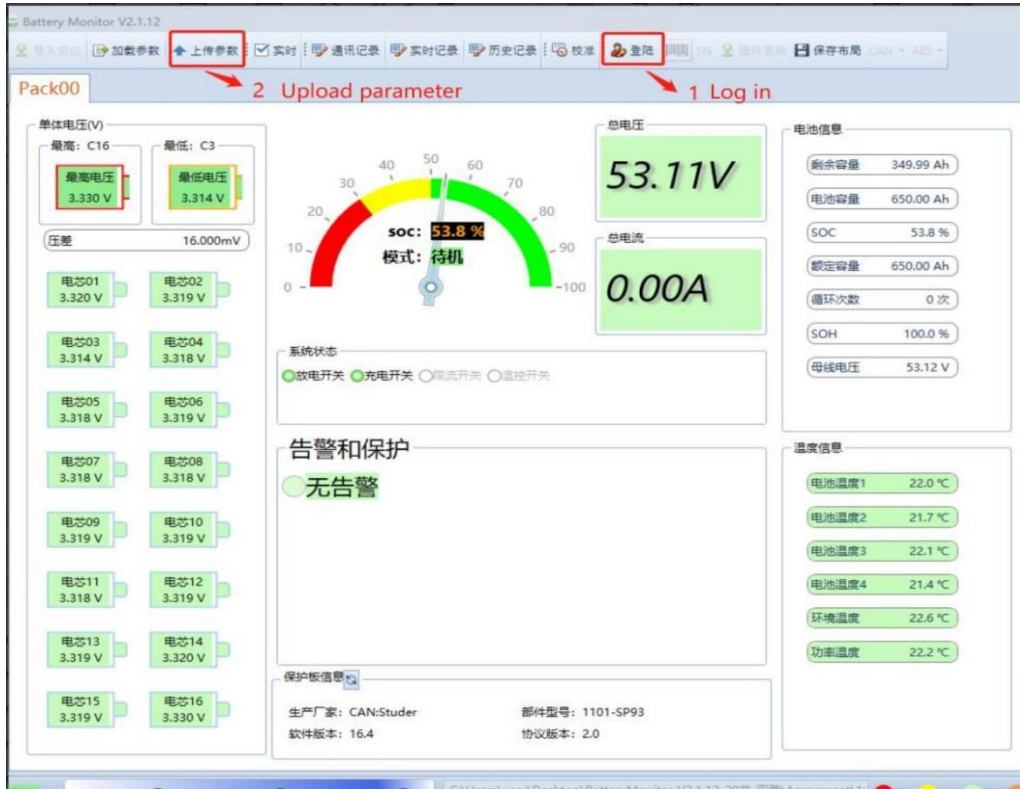 Battery Monitor V2.1.12
导入协议 加载参数 上传参数 实时 通讯记录 实时记录 历史记录 校准 登陆 SN 固件更新 保存布局 CAN 485
2 Upload parameter
1 Log in
Pack00
单体电压(V)
最高: C16
最低: C3
最高电压
3.330 V
最低电压
3.314 V
压差 16.000mV
电芯01
3.320 V
电芯02
3.319 V
电芯03
3.314 V
电芯04
3.318 V
电芯05
3.318 V
电芯06
3.319 V
电芯07
3.318 V
电芯08
3.318 V
电芯09
3.319 V
电芯10
3.319 V
电芯11
3.318 V
电芯12
3.319 V
电芯13
3.319 V
电芯14
3.320 V
电芯15
3.319 V
电芯16
3.330 V
0
10
20
30
40
50
60
70
80
90
100
soc: 53.8 %
模式: 待机
总电压
53.11V
总电流
0.00A
系统状态
放电开关 充电开关 限流开关 温控开关
告警和保护
无告警
保护板信息
生产厂家: CAN:Studer
部件型号: 1101-SP93
软件版本: 16.4
协议版本: 2.0
电池信息
剩余容量 349.99 Ah
电池容量 650.00 Ah
SOC 53.8 %
额定容量 650.00 Ah
循环次数 0 次
SOH 100.0 %
母线电压 53.12 V
温度信息
电池温度1 22.0 ℃
电池温度2 21.7 ℃
电池温度3 22.1 ℃
电池温度4 21.4 ℃
环境温度 22.6 ℃
功率温度 22.2 ℃